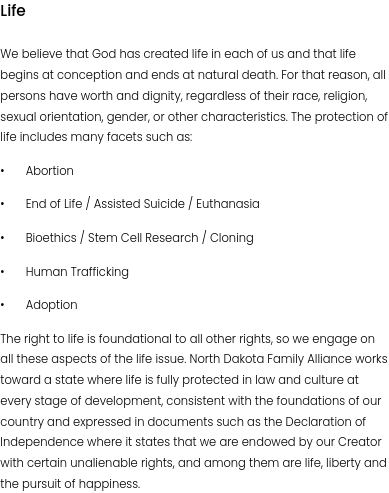 Life
We believe that God has created life in each of us and that life
begins at conception and ends at natural death. For that reason, all
persons have worth and dignity, regardless of their race, religion,
sexual orientation, gender, or other characteristics. The protection of
life includes many facets such as:
• Abortion
• End of Life / Assisted Suicide / Euthanasia
• Bioethics / Stem Cell Research / Cloning
• Human Trafficking
• Adoption
The right to life is foundational to all other rights, so we engage on
all these aspects of the life issue. North Dakota Family Alliance works
toward a state where life is fully protected in law and culture at
every stage of development, consistent with the foundations of our
country and expressed in documents such as the Declaration of
Independence where it states that we are endowed by our Creator
with certain unalienable rights, and among them are life, liberty and
the pursuit of happiness.